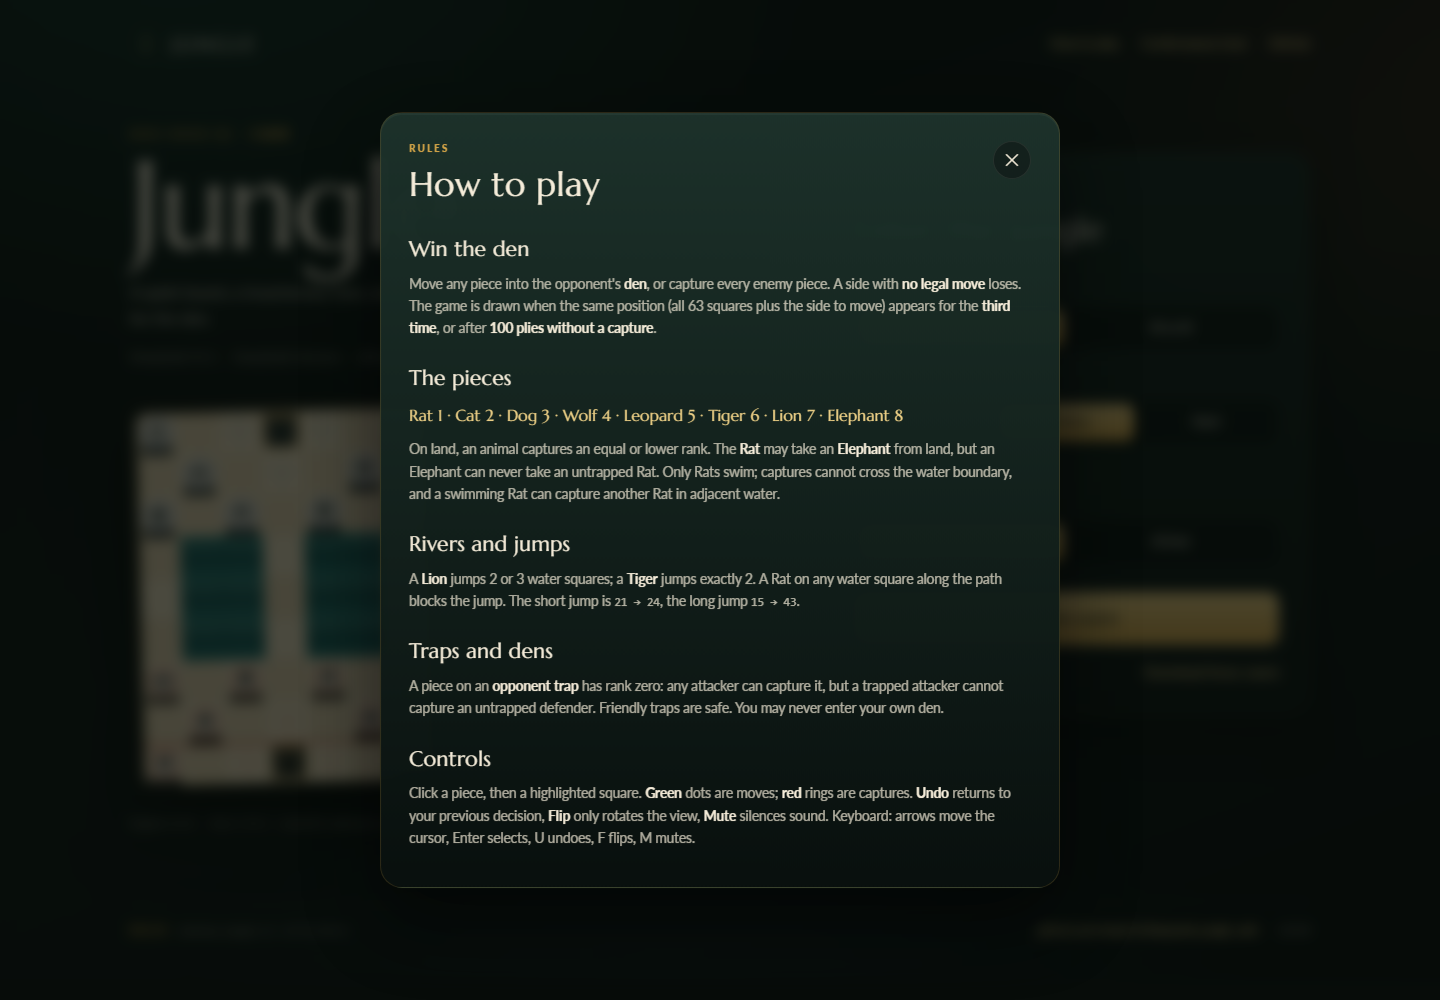 RULES
How to play
Win the den
Move any piece into the opponent's den, or capture every enemy piece. A side with no legal move loses.
The game is drawn when the same position (all 63 squares plus the side to move) appears for the third
time, or after 100 plies without a capture.
The pieces
Rat 1 · Cat 2 · Dog 3 · Wolf 4 · Leopard 5 · Tiger 6 · Lion 7 · Elephant 8
On land, an animal captures an equal or lower rank. The Rat may take an Elephant from land, but an
Elephant can never take an untrapped Rat. Only Rats swim; captures cannot cross the water boundary,
and a swimming Rat can capture another Rat in adjacent water.
Rivers and jumps
A Lion jumps 2 or 3 water squares; a Tiger jumps exactly 2. A Rat on any water square along the path
blocks the jump. The short jump is 21 → 24, the long jump 15 → 43.
Traps and dens
A piece on an opponent trap has rank zero: any attacker can capture it, but a trapped attacker cannot
capture an untrapped defender. Friendly traps are safe. You may never enter your own den.
Controls
Click a piece, then a highlighted square. Green dots are moves; red rings are captures. Undo returns to
your previous decision, Flip only rotates the view, Mute silences sound. Keyboard: arrows move the
cursor, Enter selects, U undoes, F flips, M mutes.